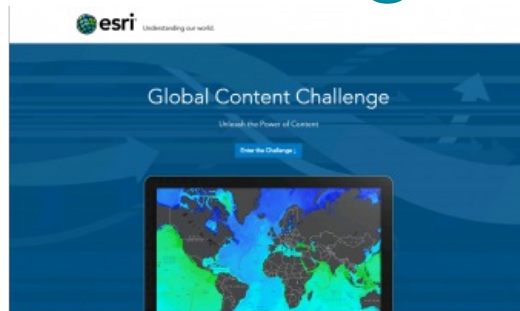 esri Understanding our world.
Global Content Challenge
Unleash the Power of Content
Enter the Challenge ↓